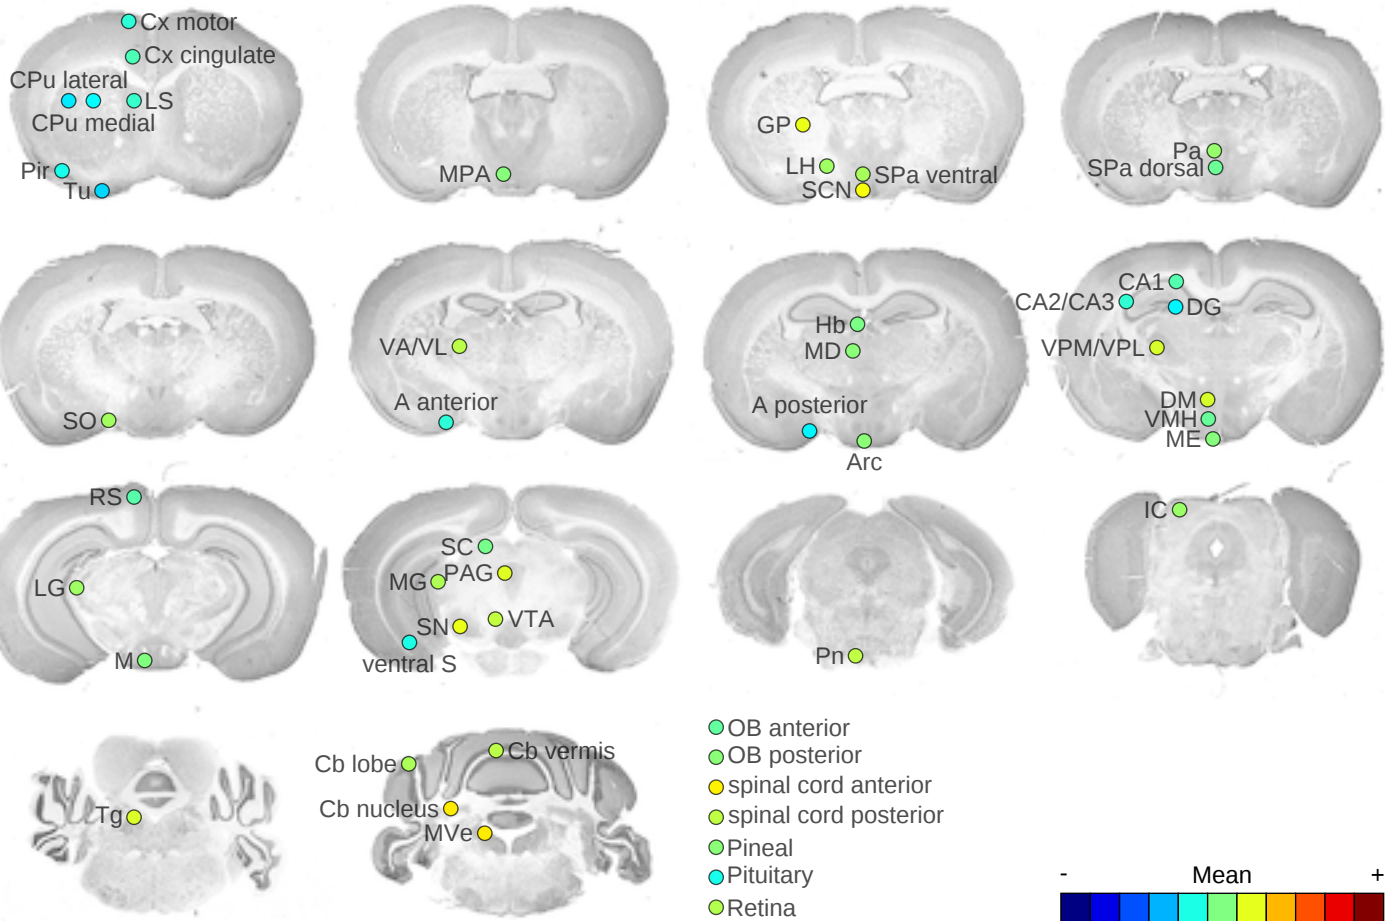 Cx motor
Cx cingulate
CPu lateral
LS
CPu medial
Pir
Tu
MPA
GP
LH
SPa ventral
SCN
Pa
SPa dorsal
SO
VA/VL
A anterior
Hb
MD
A posterior
Arc
CA1
CA2/CA3
DG
VPM/VPL
DM
VMH
ME
RS
LG
M
SC
MG
PAG
SN
VTA
ventral S
Pn
IC
Tg
Cb lobe
Cb vermis
Cb nucleus
MVe
OB anterior
OB posterior
spinal cord anterior
spinal cord posterior
Pineal
Pituitary
Retina
- Mean +